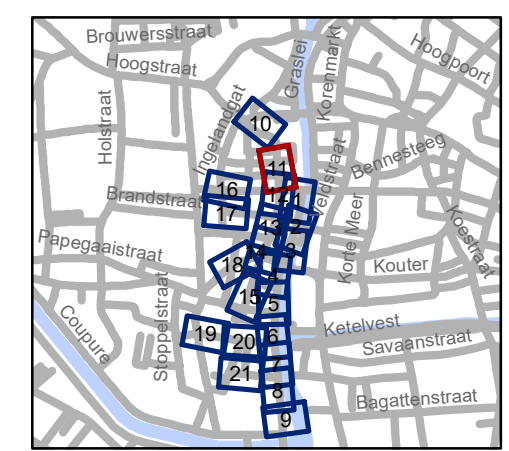 Brouwersstraat
Hoogstraat
Graslei
Korenmarkt
Hoogpoort
Holstraat
Ingelandgat
10
Bennesteeg
11
Veldstraat
Brandstraat
16
12
1
17
13
2
Korte Meer
Koestraat
Papegaaistraat
14
3
18
4
Kouter
15
5
Coupure
Stoppelstraat
19
20
6
Ketelvest
Savaanstraat
21
7
8
Bagattenstraat
9